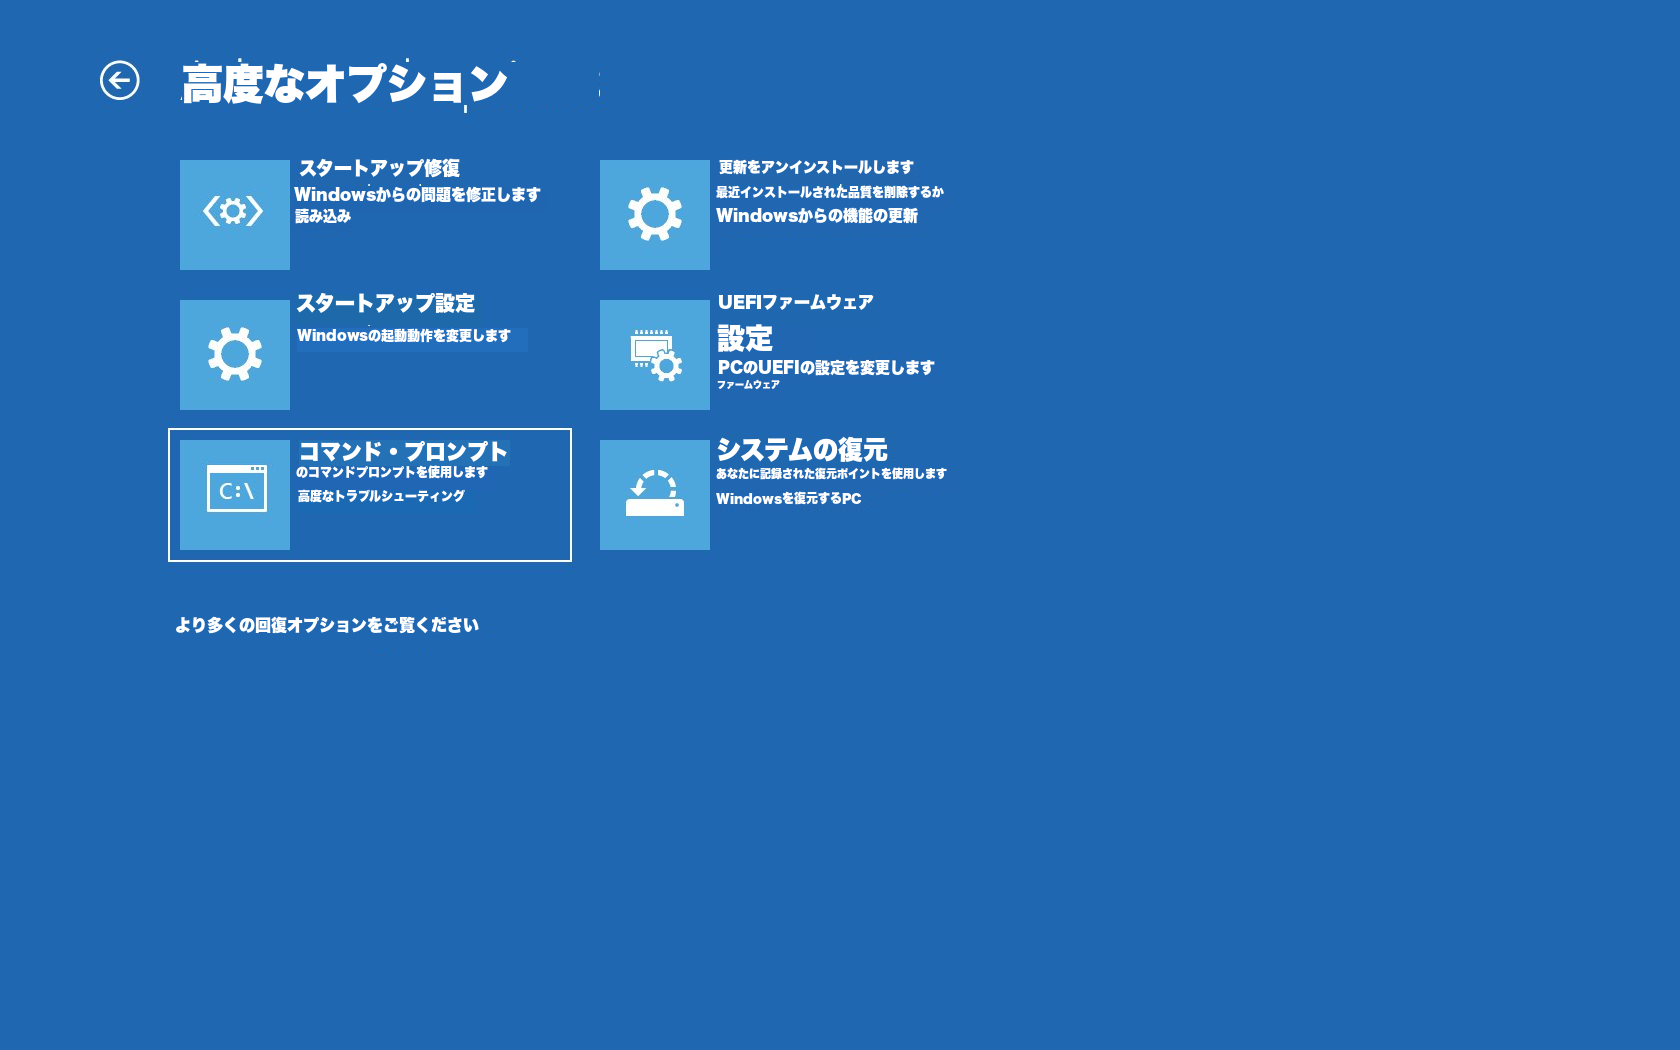 高度なオプション
スタートアップ修復
Windowsからの問題を修正します
読み込み
更新をアンインストールします
最近インストールされた品質を削除するか
Windowsからの機能の更新
スタートアップ設定
Windowsの起動動作を変更します
UEFIファームウェア
設定
PCのUEFIの設定を変更します
ファームウェア
C:\
コマンド・プロンプト
のコマンドプロンプトを使用します
高度なトラブルシューティング
システムの復元
あなたに記録された復元ポイントを使用します
Windowsを復元するPC
より多くの回復オプションをご覧ください